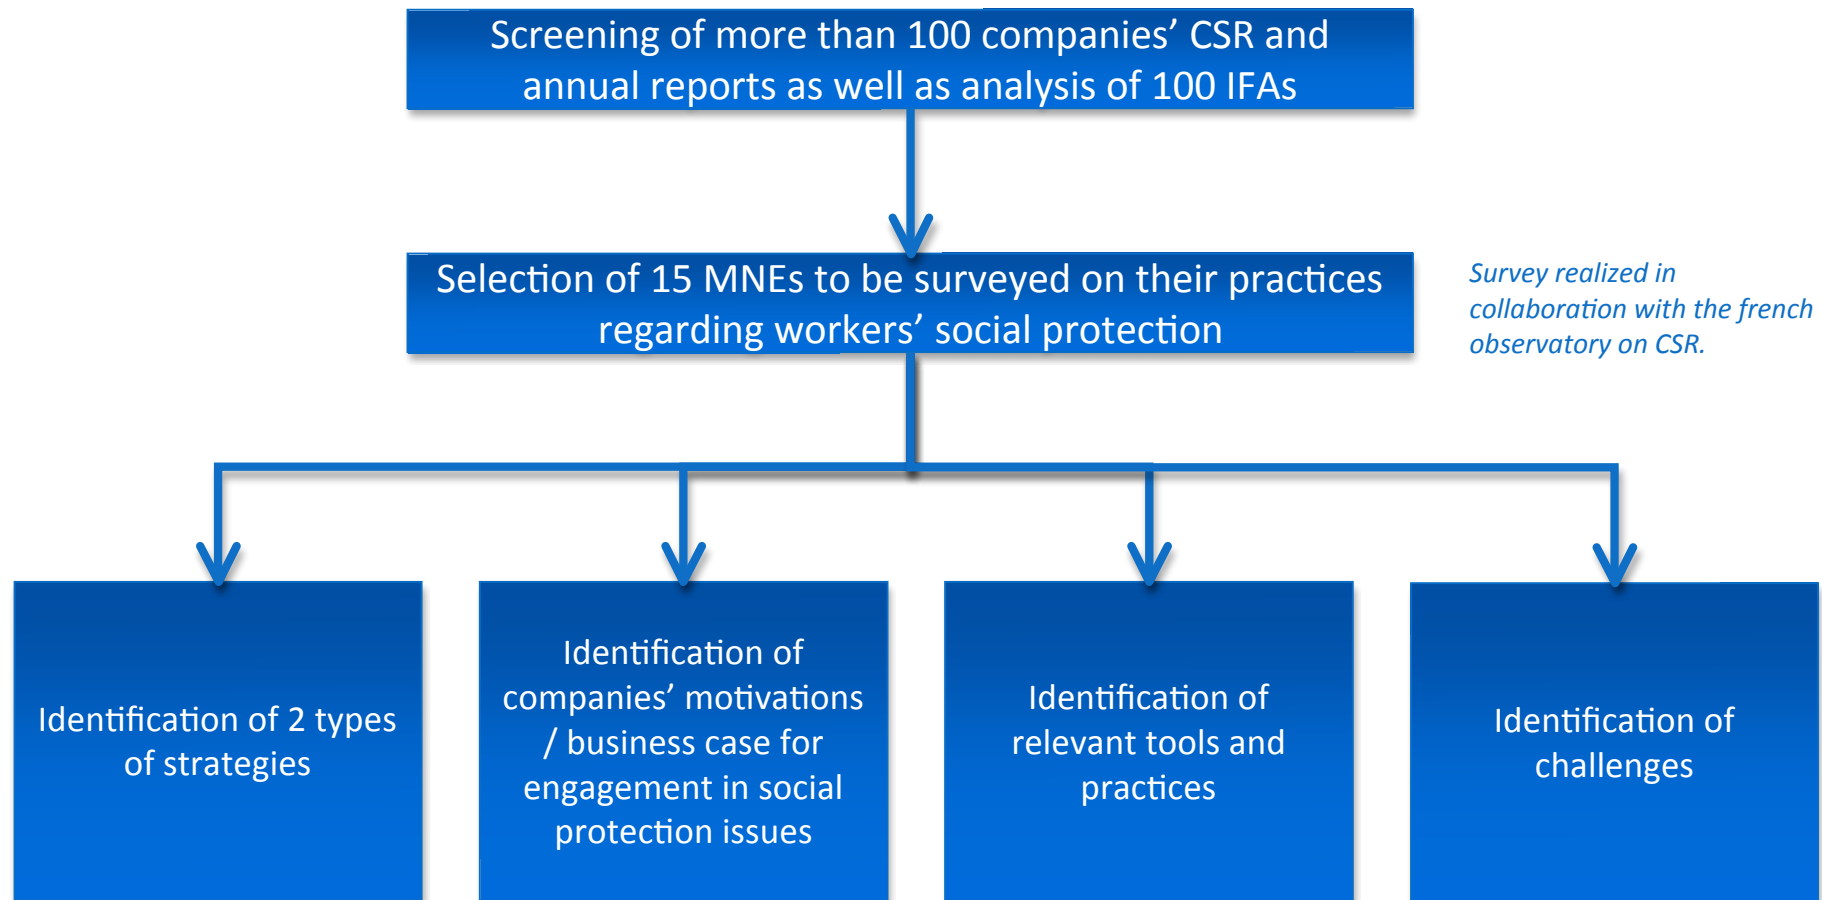 Screening of more than 100 companies’ CSR and
annual reports as well as analysis of 100 IFAs
Selection of 15 MNEs to be surveyed on their practices
regarding workers’ social protection
Survey realized in
collaboration with the french
observatory on CSR.
Identification of 2 types
of strategies
Identification of
companies’ motivations
/ business case for
engagement in social
protection issues
Identification of
relevant tools and
practices
Identification of
challenges